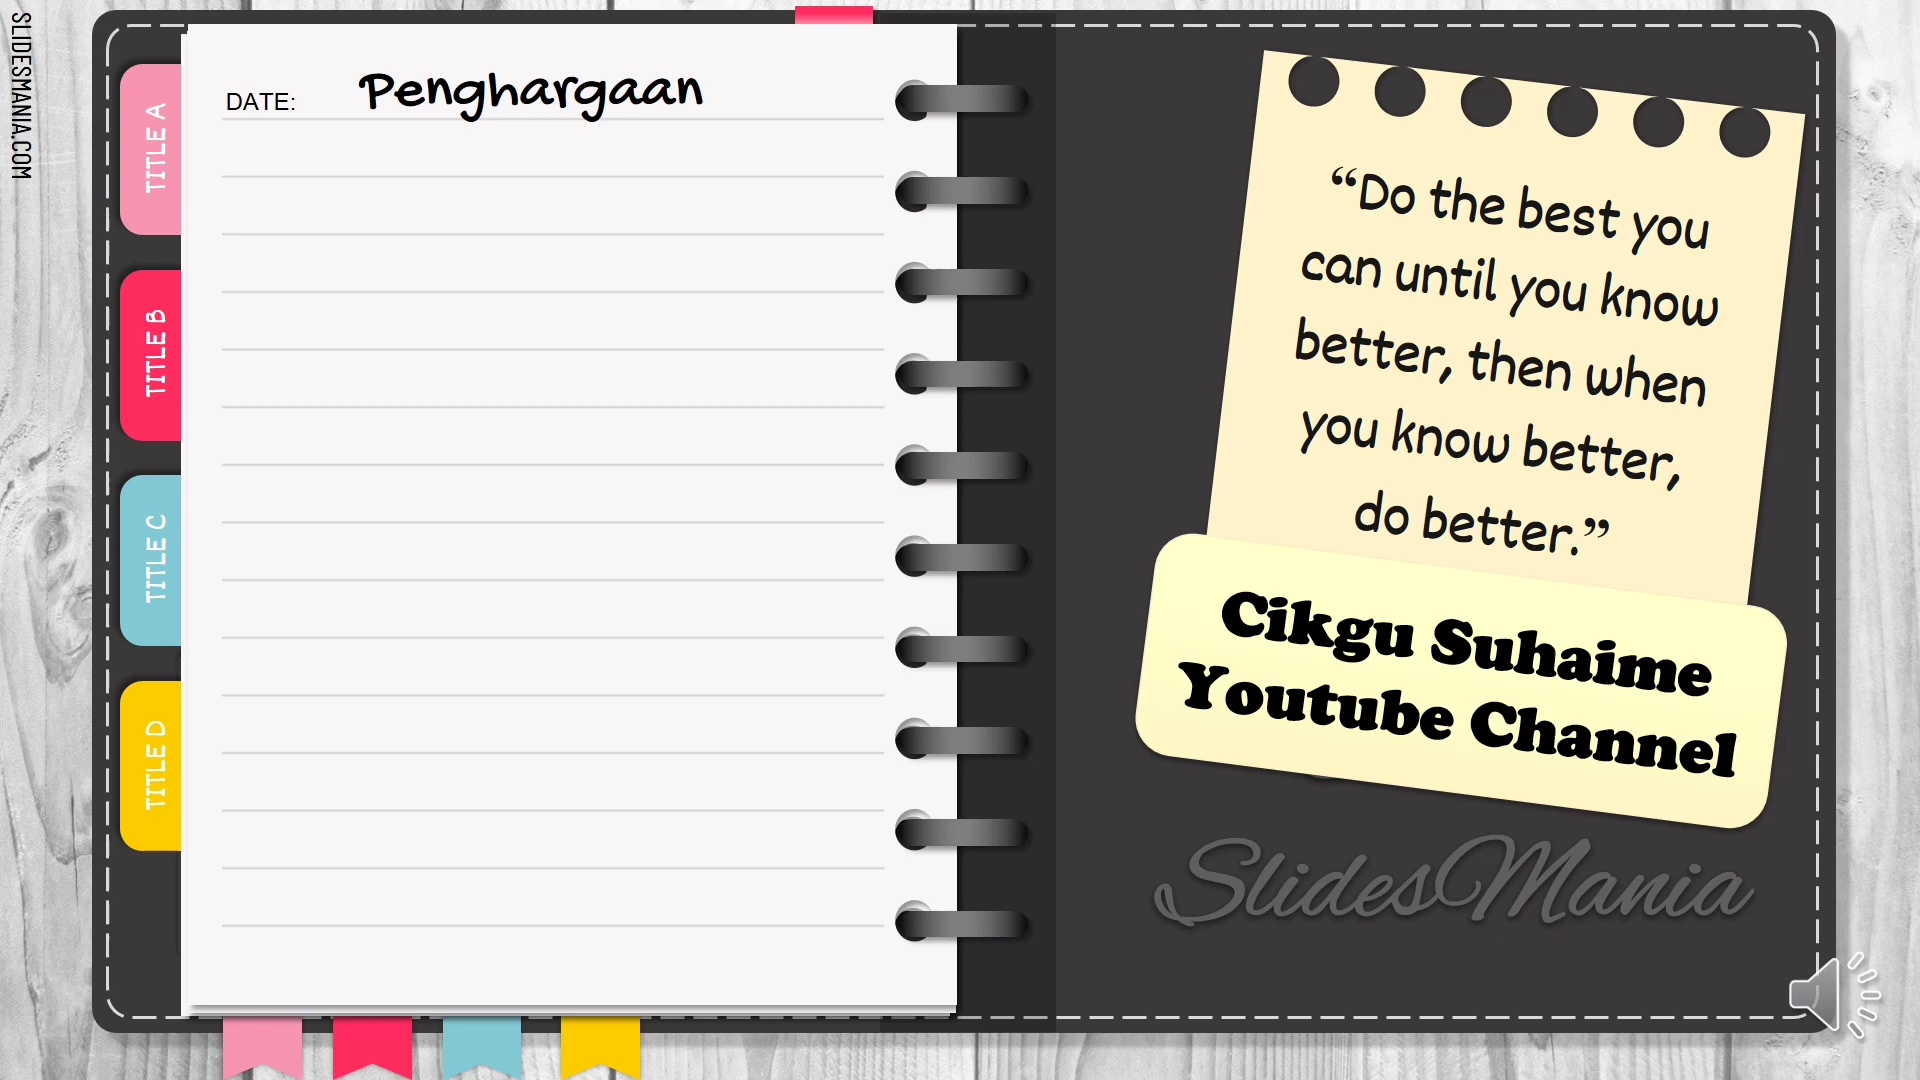 SLIDESMANIA.COM
DATE:
Penghargaan
TITLE A
TITLE B
TITLE C
TITLE D
“Do the best you
can until you know
better, then when
you know better,
do better.”
Cikgu Suhaime
Youtube Channel
SlidesMania